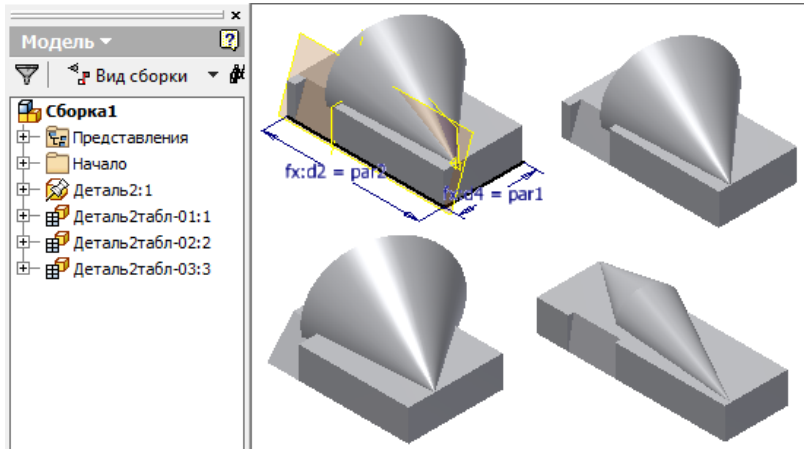 Модель
Вид сборки
Сборка1
Представления
Начало
Деталь2:1
Деталь2табл-01:1
Деталь2табл-02:2
Деталь2табл-03:3
fx:d2 = par2
fx:d4 = par1